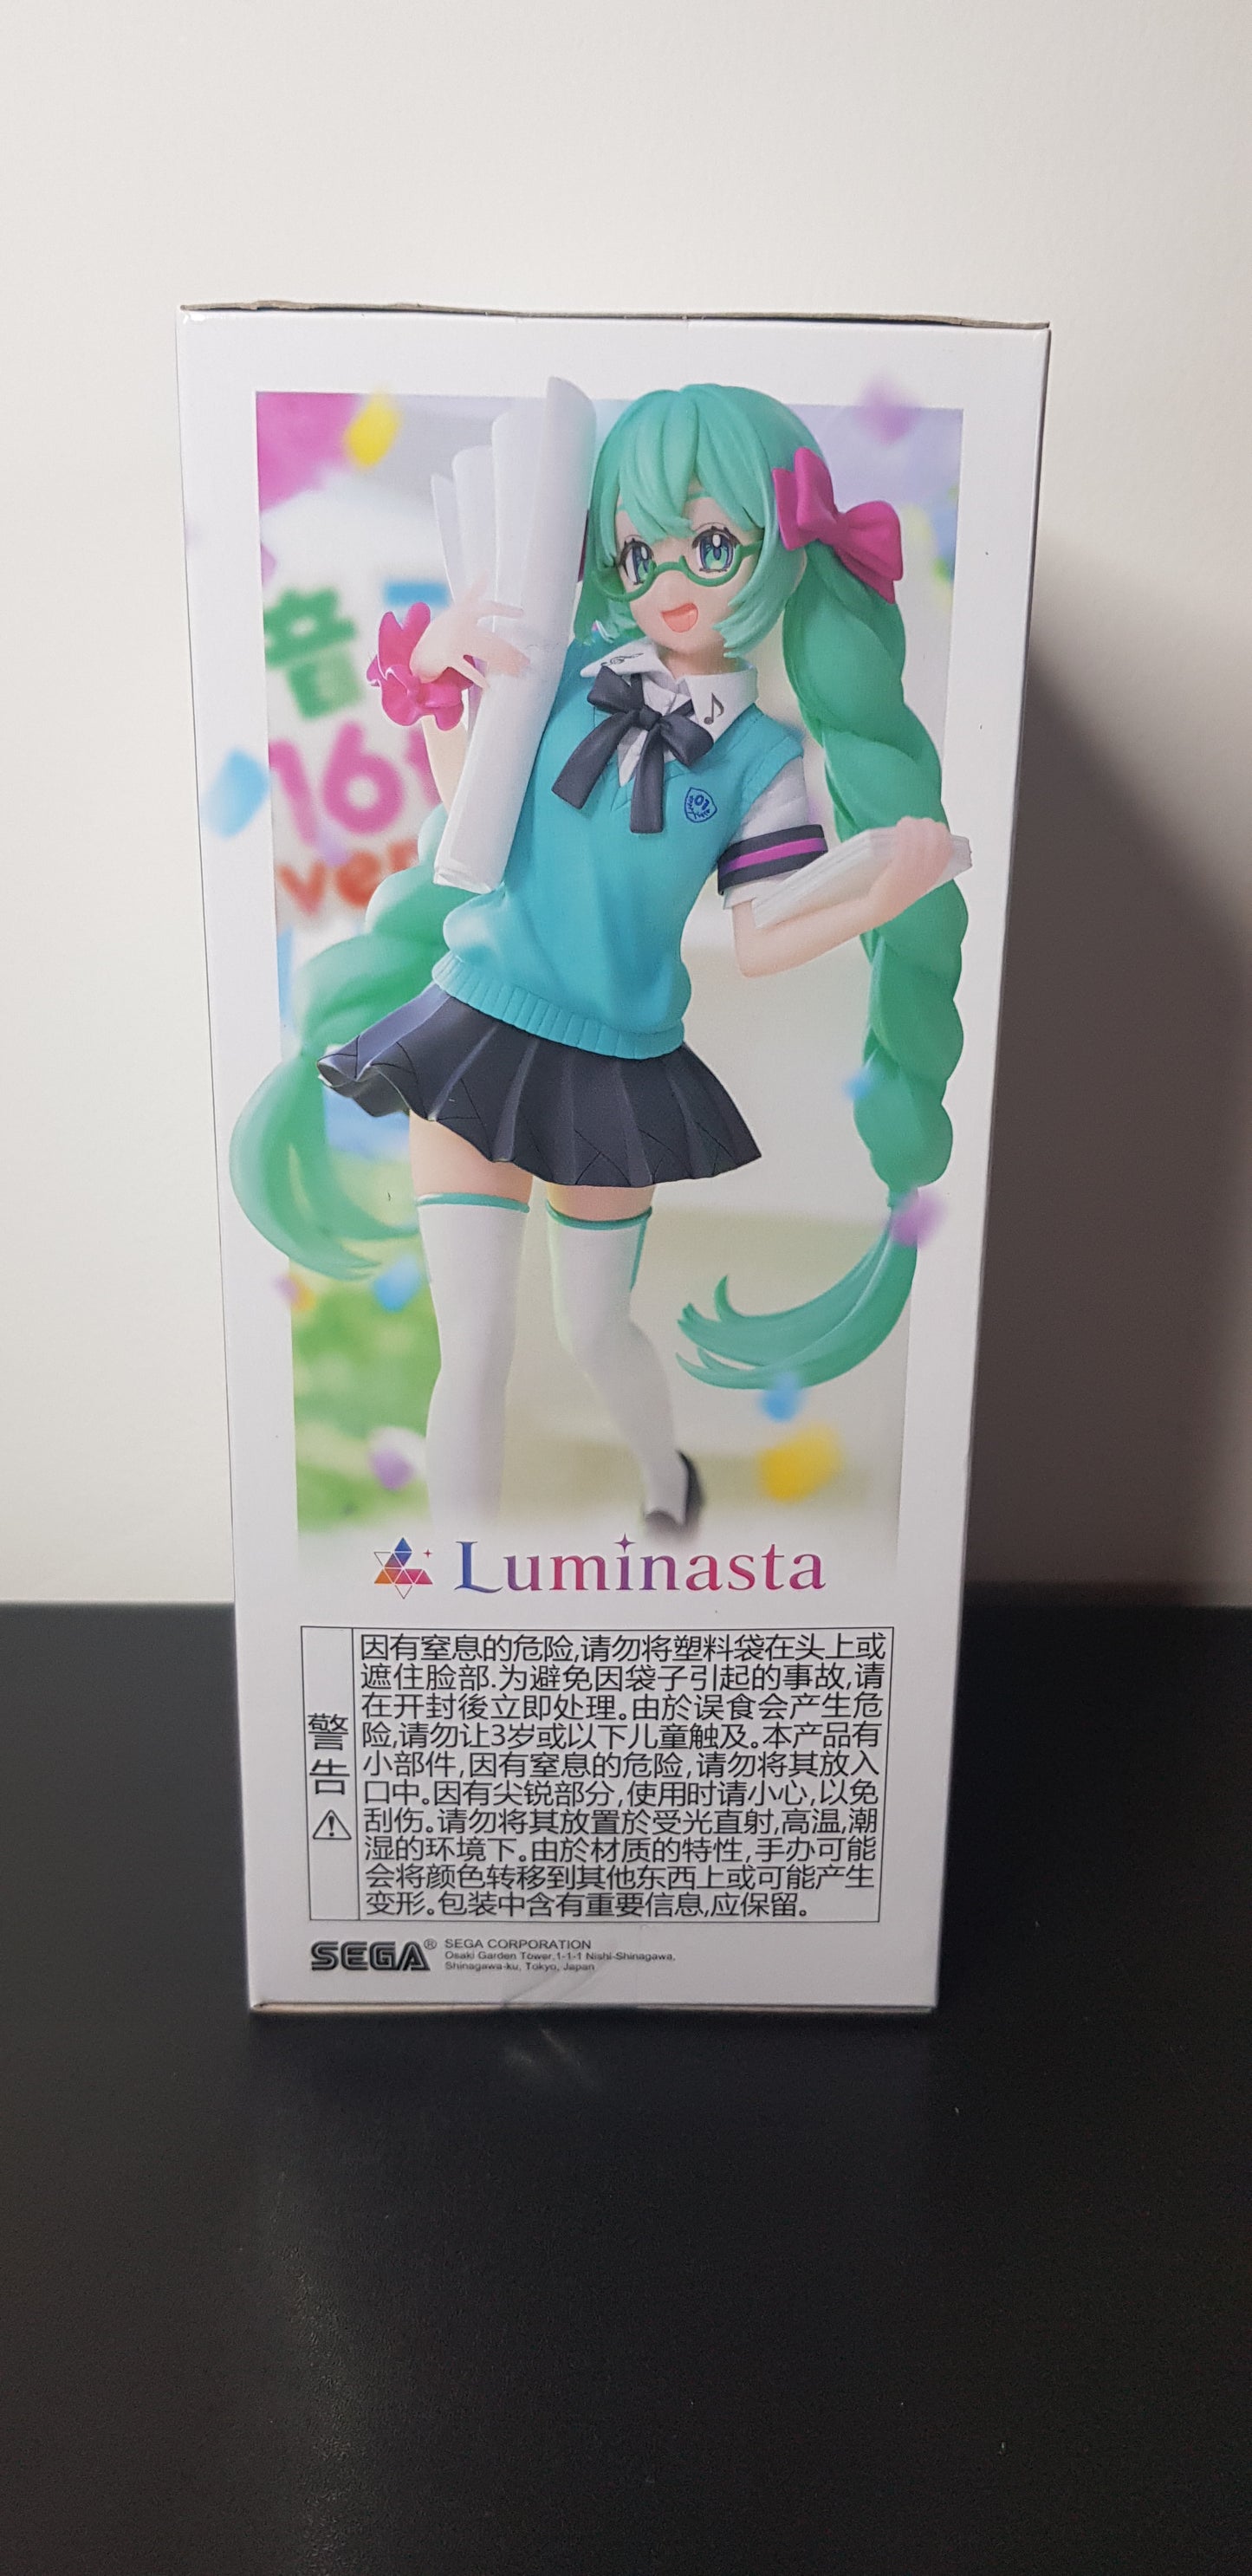 音
16t
ver
01
Luminasta
警告
因有窒息的危险,请勿将塑料袋在头上或
遮住脸部.为避免因袋子引起的事故,请
在开封後立即处理。由於误食会产生危
险,请勿让3岁或以下儿童触及。本产品有
小部件,因有窒息的危险,请勿将其放入
口中。因有尖锐部分,使用时请小心,以免
刮伤。请勿将其放置於受光直射,高温,潮
湿的环境下。由於材质的特性,手办可能
会将颜色转移到其他东西上或可能产生
变形。包装中含有重要信息,应保留。
SEGA®
SEGA CORPORATION
Osaki Garden Tower,1-1-1 Nishi-Shinagawa,
Shinagawa-ku, Tokyo, Japan